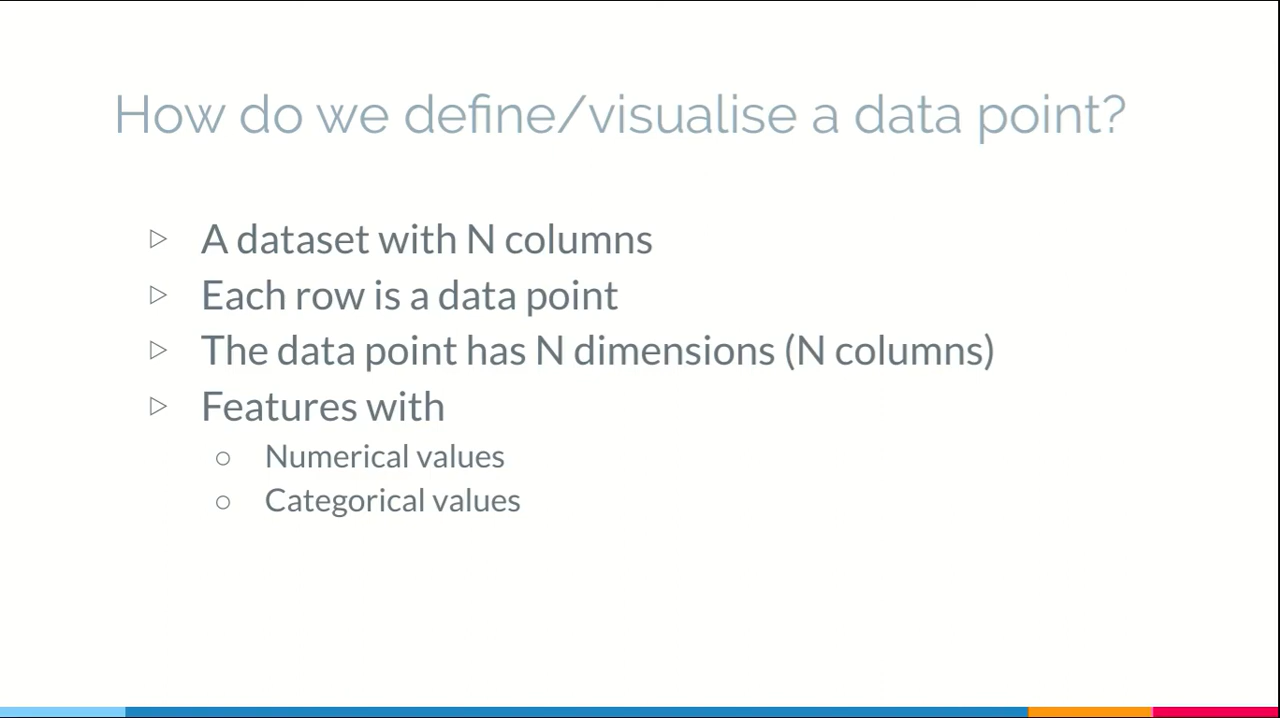 How do we define/visualise a data point?
▷ A dataset with N columns
▷ Each row is a data point
▷ The data point has N dimensions (N columns)
▷ Features with
○ Numerical values
○ Categorical values